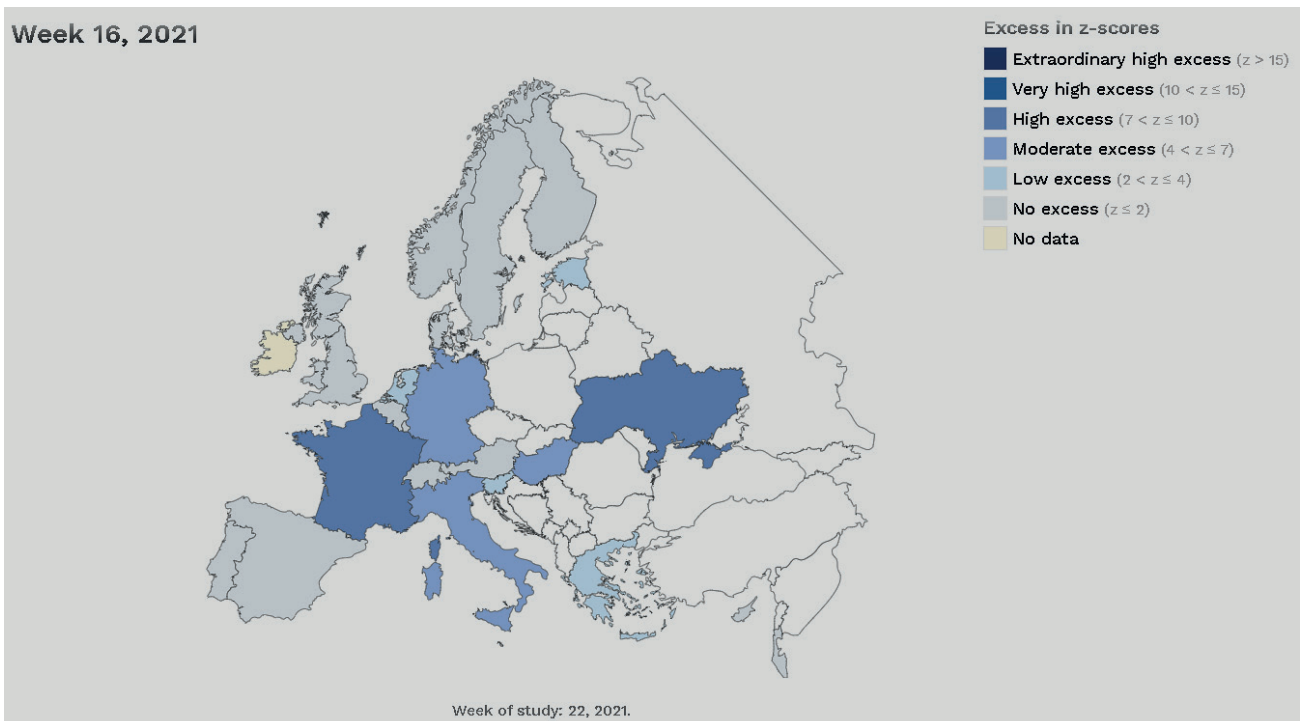 Week 16, 2021
Excess in z-scores
Extraordinary high excess (z > 15)
Very high excess (10 < z ≤ 15)
High excess (7 < z ≤ 10)
Moderate excess (4 < z ≤ 7)
Low excess (2 < z ≤ 4)
No excess (z ≤ 2)
No data
Week of study: 22, 2021.